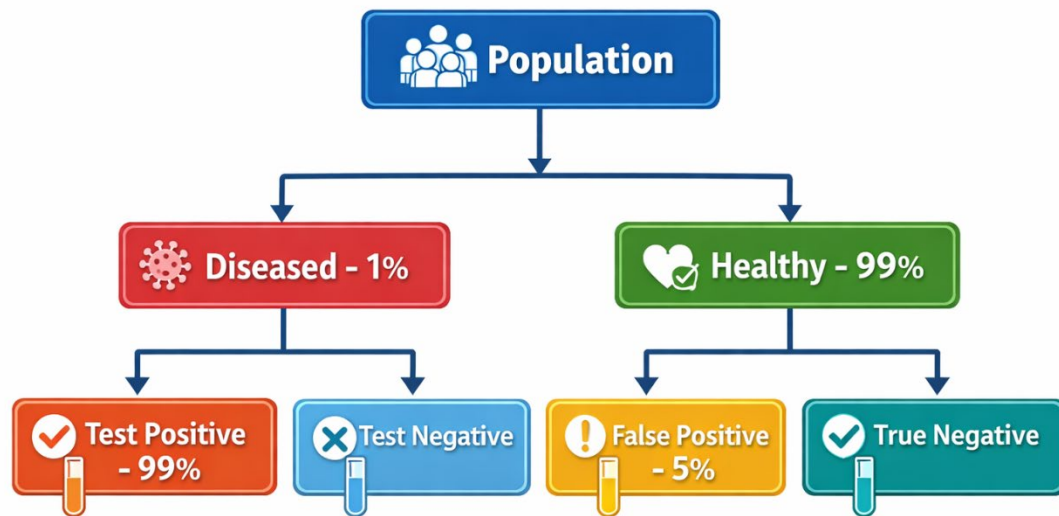 Population
Diseased - 1%
Healthy - 99%
Test Positive
- 99%
Test Negative
False Positive
- 5%
True Negative